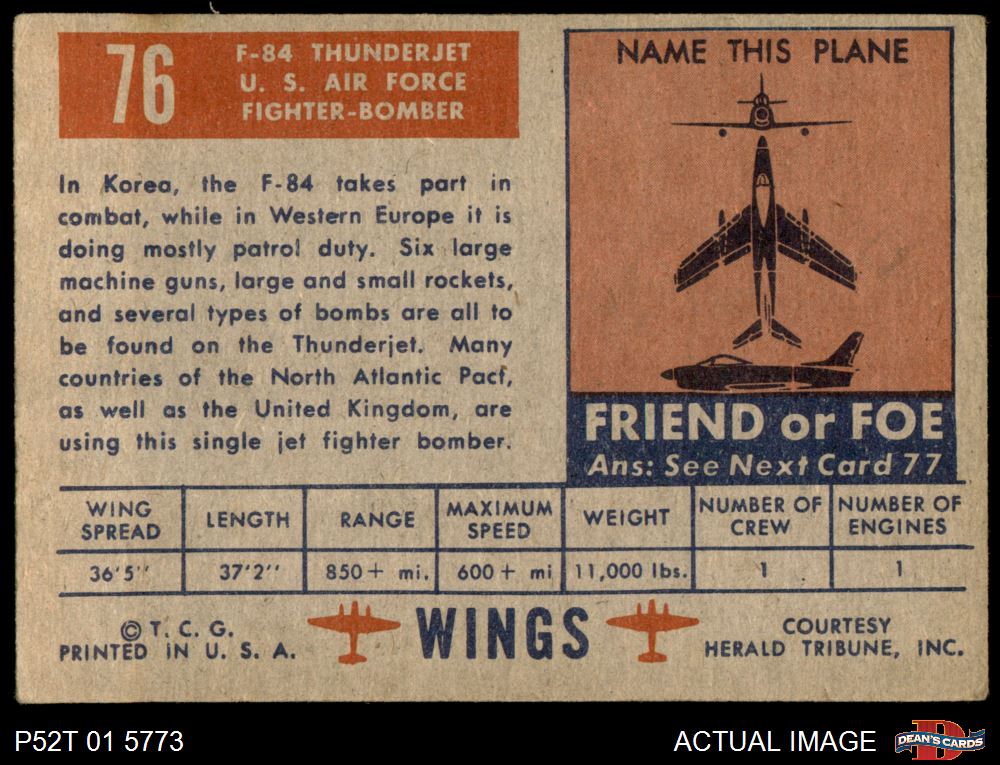 76
F-84 THUNDERJET
U. S. AIR FORCE
FIGHTER-BOMBER
In Korea, the F-84 takes part in
combat, while in Western Europe it is
doing mostly patrol duty. Six large
machine guns, large and small rockets,
and several types of bombs are all to
be found on the Thunderjet. Many
countries of the North Atlantic Pact,
as well as the United Kingdom, are
using this single jet fighter bomber.
NAME THIS PLANE
FRIEND or FOE
Ans: See Next Card 77
WING SPREAD LENGTH RANGE MAXIMUM SPEED WEIGHT NUMBER OF CREW NUMBER OF ENGINES
36'5" 37'2" 850+ mi. 600+ mi 11,000 lbs. 1 1
© T. C. G.
PRINTED IN U. S. A.
WINGS
COURTESY
HERALD TRIBUNE, INC.
P52T 01 5773
ACTUAL IMAGE
D
DEAN'S CARDS